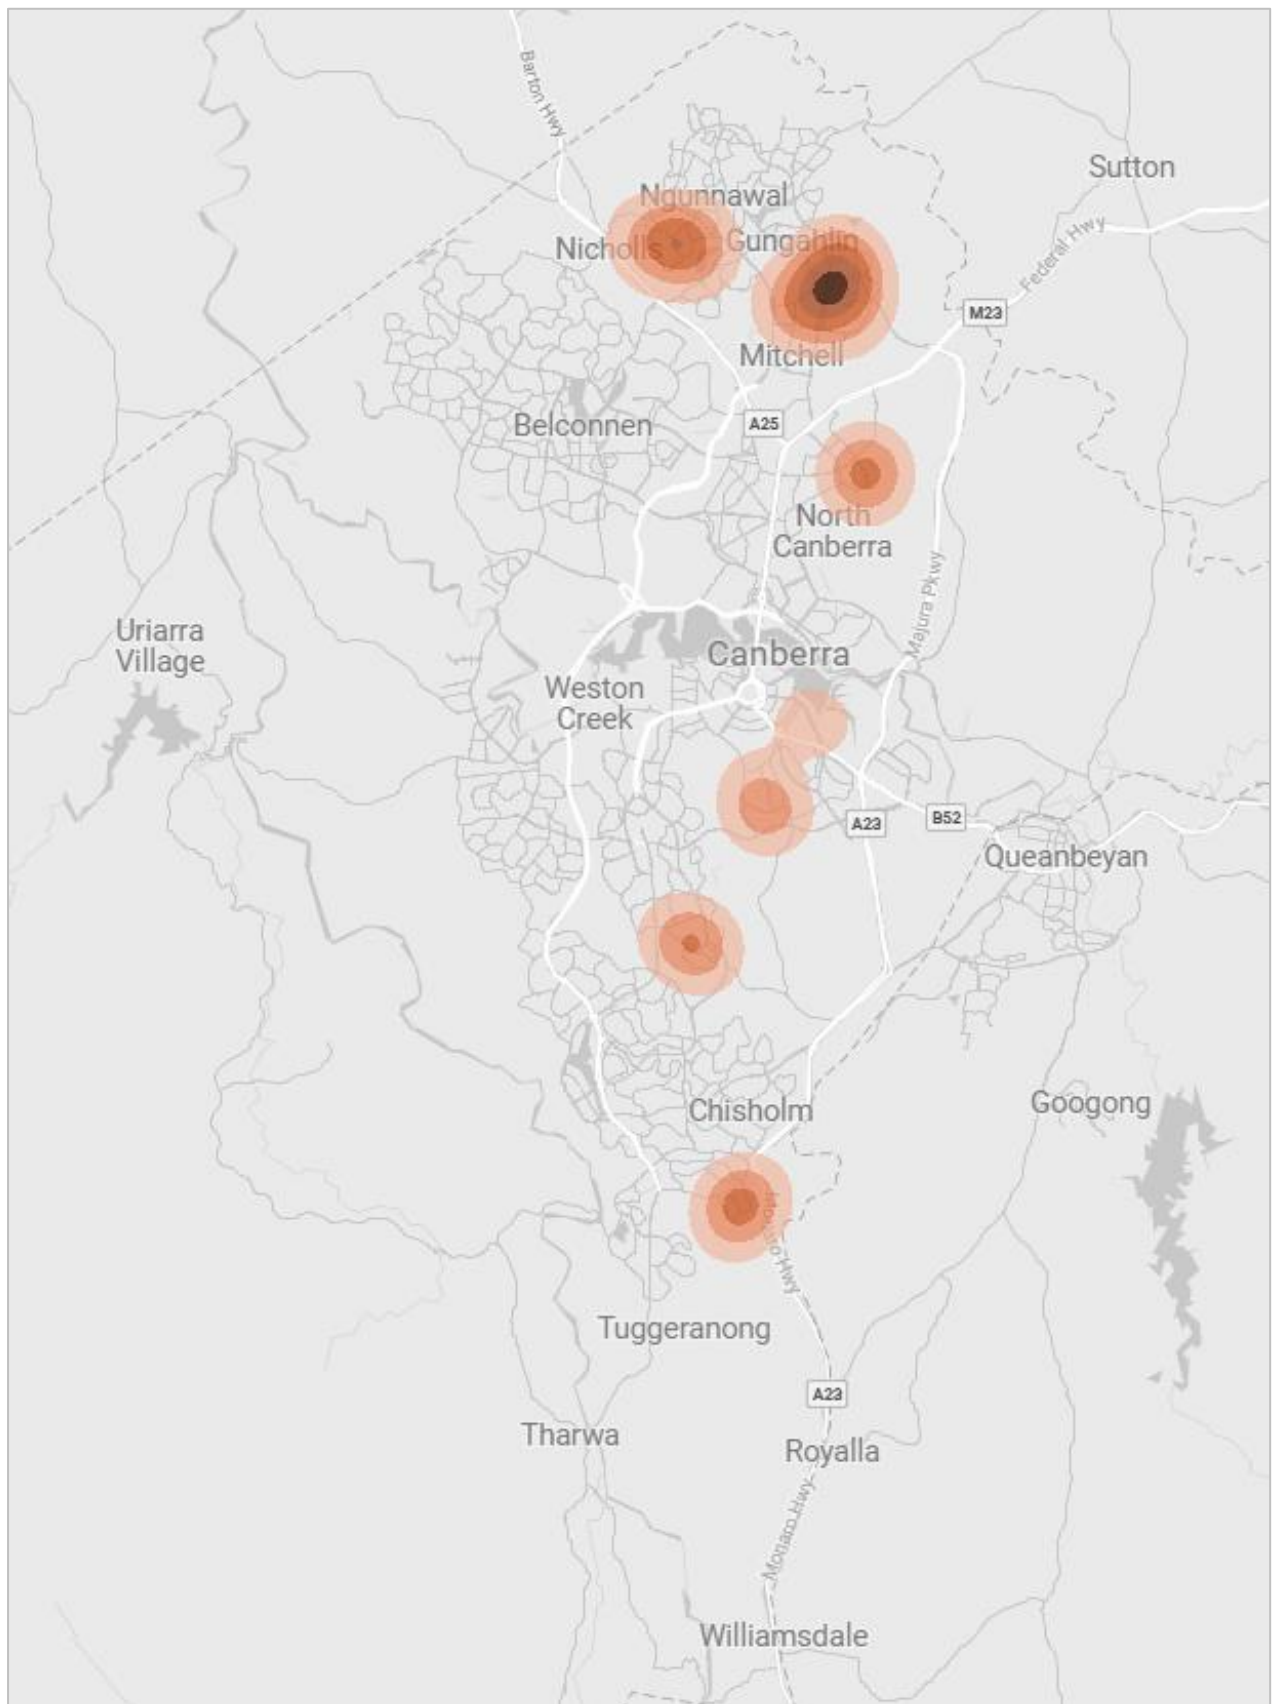 Barton Hwy
Sutton
Ngunnawal
Nicholls
Gungahlin
Federal Hwy
M23
Mitchell
A25
Belconnen
North
Canberra
Majura Pkwy
Uriarra
Village
Canberra
Weston
Creek
A23
B52
Queanbeyan
Chisholm
Googong
Monaro Hwy
Tuggeranong
A23
Tharwa
Royalla
Monaro Hwy
Williamsdale